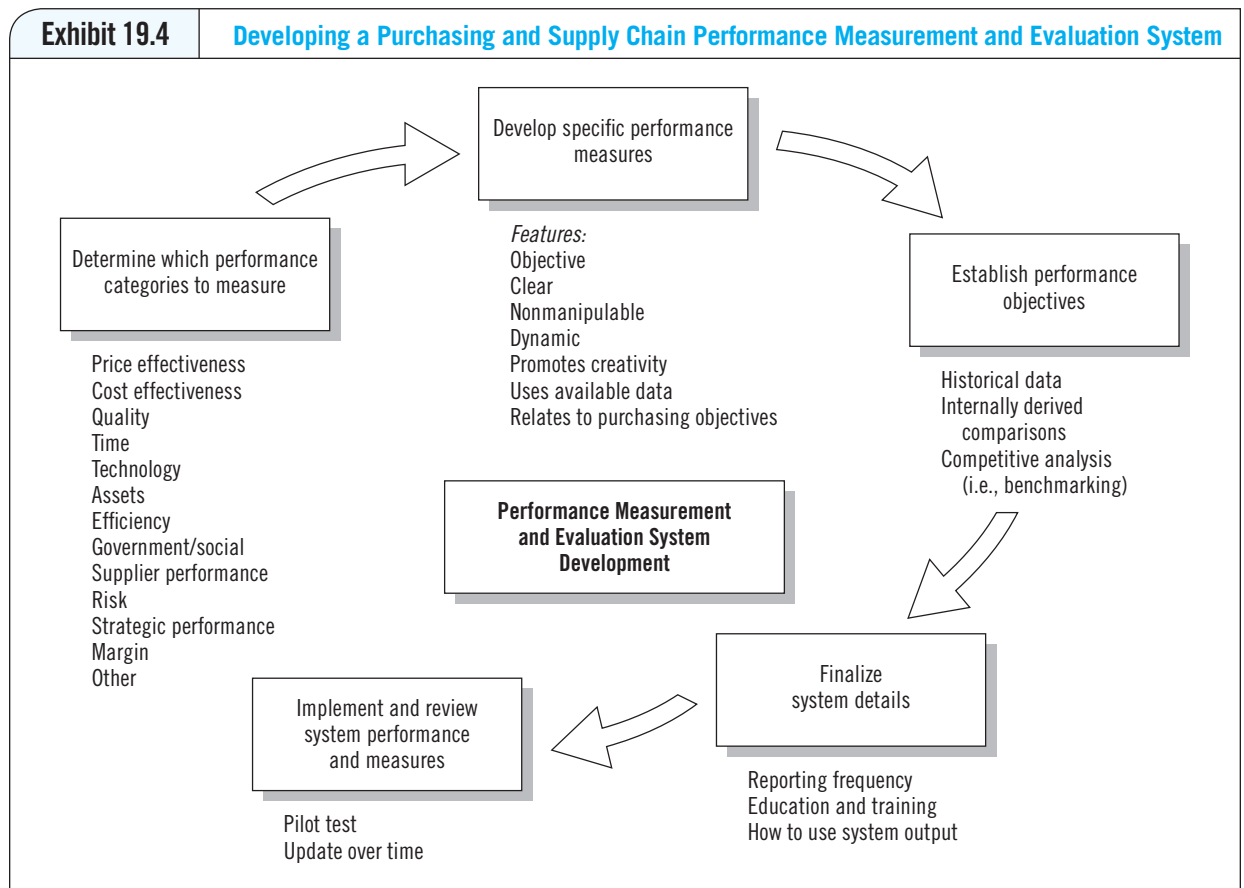 Exhibit 19.4
Developing a Purchasing and Supply Chain Performance Measurement and Evaluation System
Determine which performance
categories to measure
Price effectiveness
Cost effectiveness
Quality
Time
Technology
Assets
Efficiency
Government/social
Supplier performance
Risk
Strategic performance
Margin
Other
Develop specific performance
measures
Features:
Objective
Clear
Nonmanipulable
Dynamic
Promotes creativity
Uses available data
Relates to purchasing objectives
Establish performance
objectives
Historical data
Internally derived
comparisons
Competitive analysis
(i.e., benchmarking)
Performance Measurement
and Evaluation System
Development
Finalize
system details
Reporting frequency
Education and training
How to use system output
Implement and review
system performance
and measures
Pilot test
Update over time